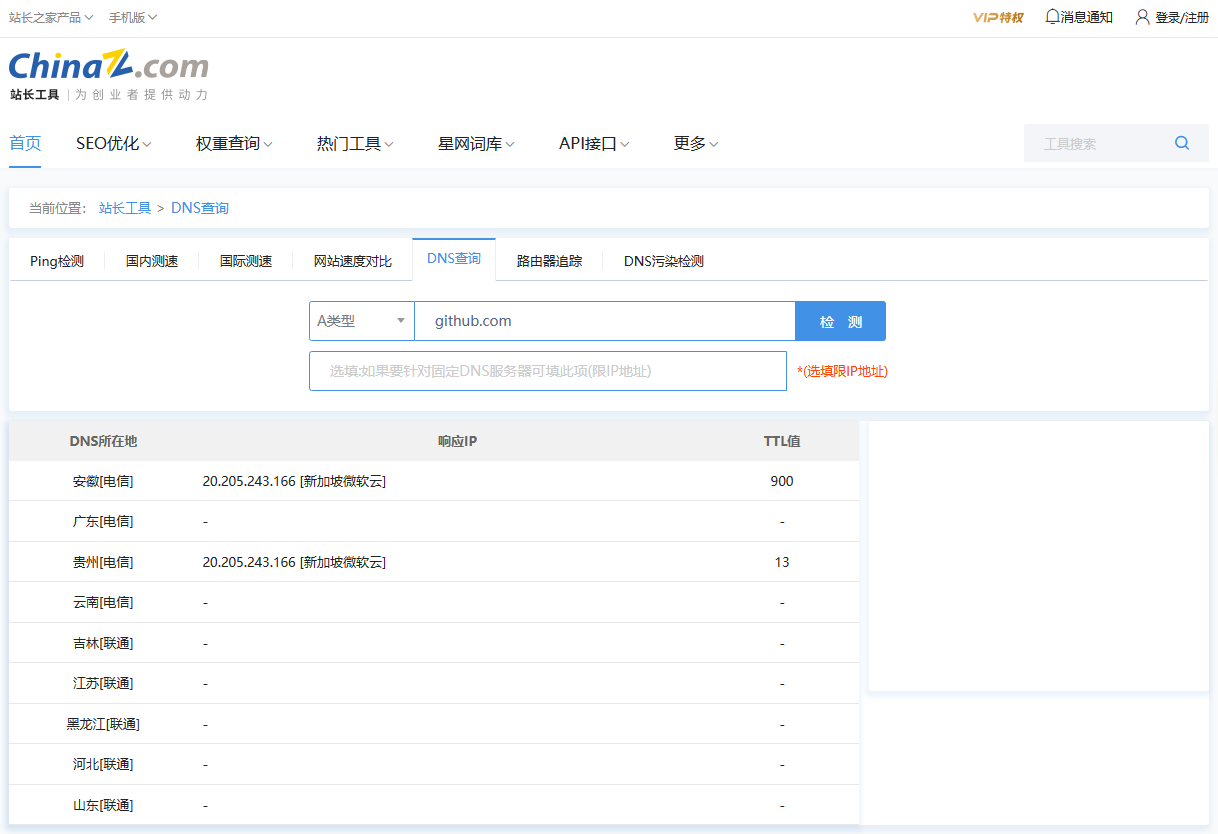 站长之家产品 手机版 VIP特权 消息通知 登录/注册
ChinaZ.com
站长工具 为创业者提供动力
首页 SEO优化 权重查询 热门工具 星网词库 API接口 更多 工具搜索
当前位置： 站长工具 > DNS查询
Ping检测 国内测速 国际测速 网站速度对比 DNS查询 路由器追踪 DNS污染检测
A类型 github.com 检 测
选填:如果要针对固定DNS服务器可填此项(限IP地址) *(选填限IP地址)
DNS所在地 响应IP TTL值
安徽[电信] 20.205.243.166 [新加坡微软云] 900
广东[电信] - -
贵州[电信] 20.205.243.166 [新加坡微软云] 13
云南[电信] - -
吉林[联通] - -
江苏[联通] - -
黑龙江[联通] - -
河北[联通] - -
山东[联通] - -